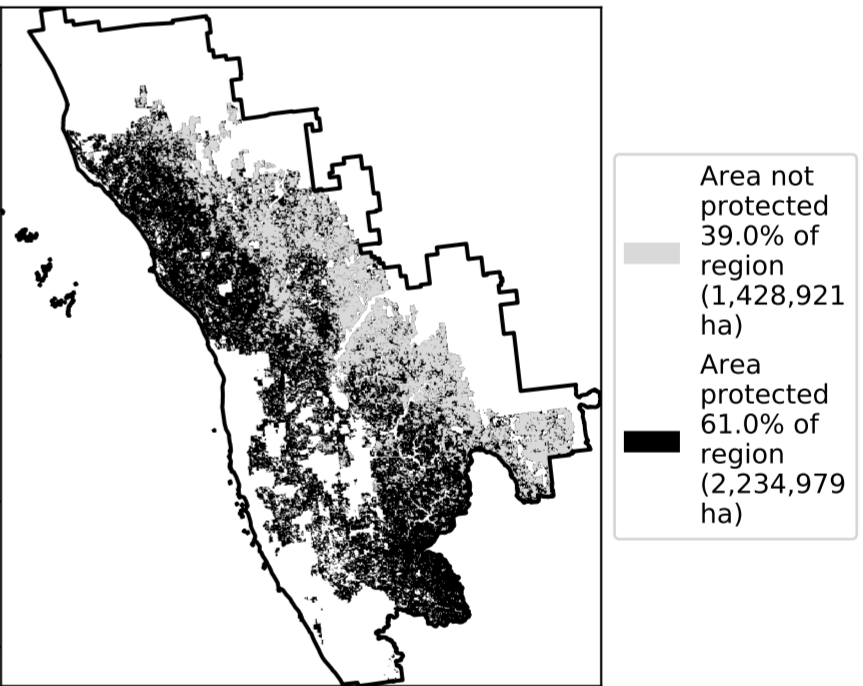 Area not
protected
39.0% of
region
(1,428,921
ha)
Area
protected
61.0% of
region
(2,234,979
ha)